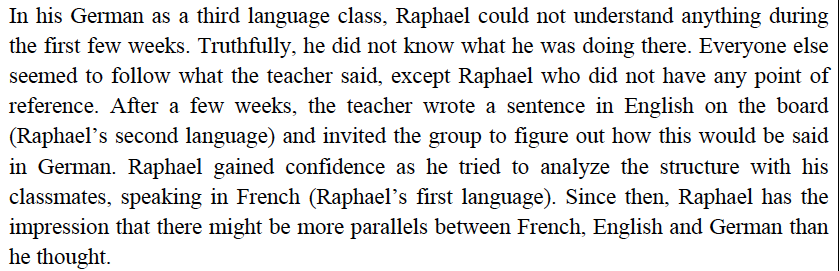 In his German as a third language class, Raphael could not understand anything during
the first few weeks. Truthfully, he did not know what he was doing there. Everyone else
seemed to follow what the teacher said, except Raphael who did not have any point of
reference. After a few weeks, the teacher wrote a sentence in English on the board
(Raphael's second language) and invited the group to figure out how this would be said
in German. Raphael gained confidence as he tried to analyze the structure with his
classmates, speaking in French (Raphael's first language). Since then, Raphael has the
impression that there might be more parallels between French, English and German than
he thought.